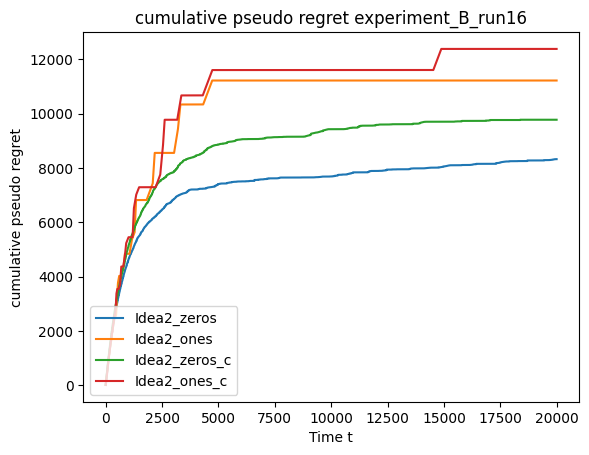 cumulative pseudo regret experiment_B_run16
cumulative pseudo regret
12000
10000
8000
6000
4000
2000
0
Idea2_zeros
Idea2_ones
Idea2_zeros_c
Idea2_ones_c
0
2500
5000
7500
10000
12500
15000
17500
20000
Time t